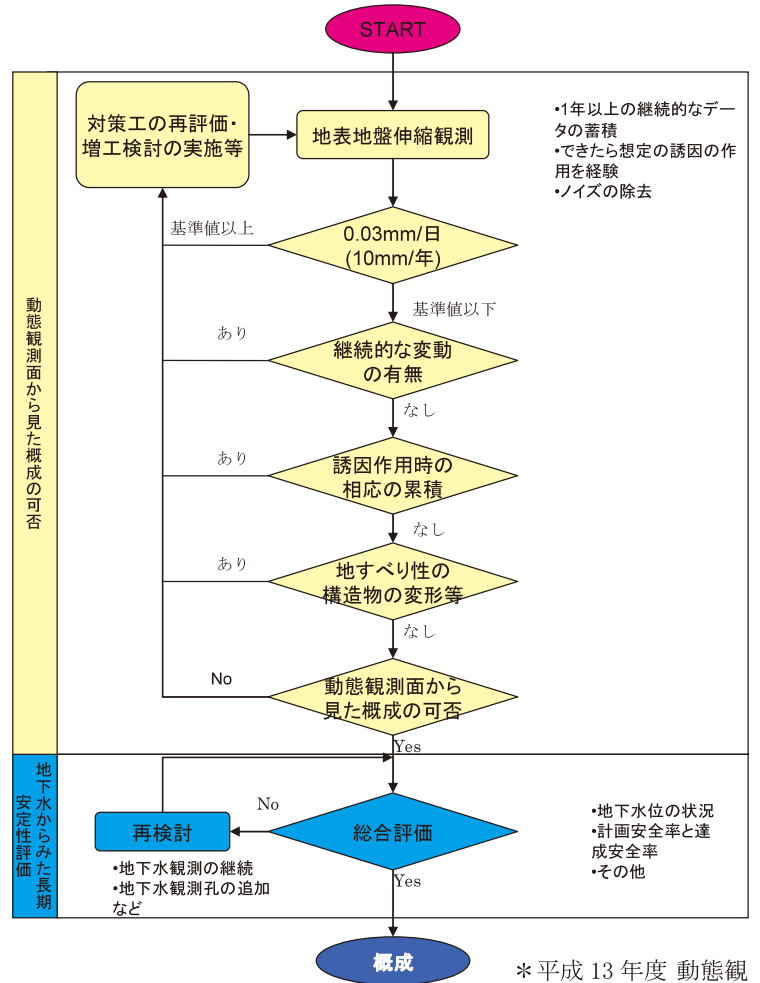 START
対策工の再評価・
増工検討の実施等
地表地盤伸縮観測
•1年以上の継続的なデー
タの蓄積
•できたら想定の誘因の作
用を経験
•ノイズの除去
基準値以上
0.03mm/日
(10mm/年)
基準値以下
あり
継続的な変動
の有無
なし
あり
誘因作用時の
相応の累積
なし
あり
地すべり性の
構造物の変形等
なし
No
動態観測面から
見た概成の可否
Yes
動態観測面から見た概成の可否
地下水からみた長期
安定性評価
No
再検討
総合評価
•地下水観測の継続
•地下水観測孔の追加
など
•地下水位の状況
•計画安全率と達
成安全率
•その他
Yes
概成
＊平成 13 年度 動態観